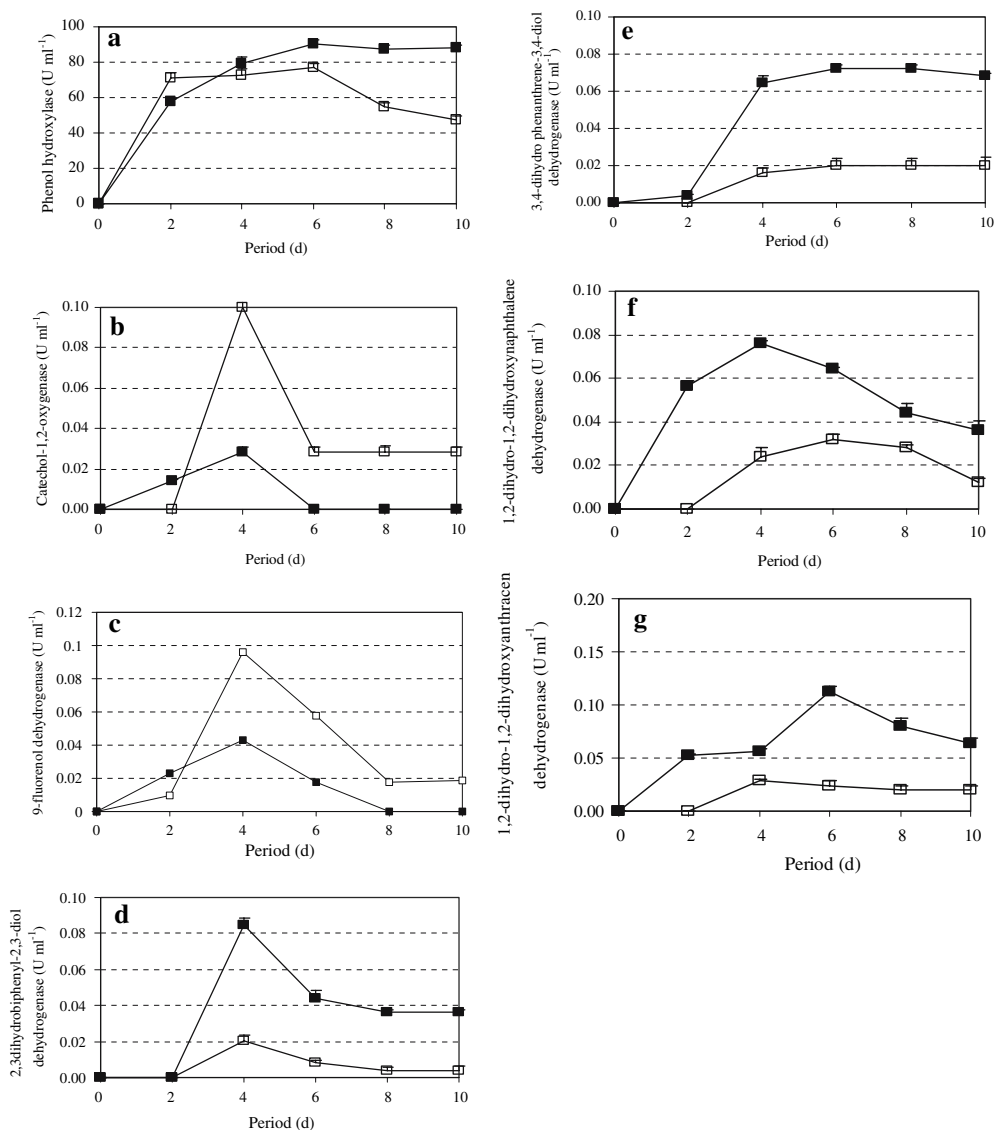 a
Phenol hydroxylase (U ml⁻¹)
100
80
60
40
20
0
0 2 4 6 8 10
Period (d)
b
Catechol-1,2-oxygenase (U ml⁻¹)
0.10
0.08
0.06
0.04
0.02
0.00
0 2 4 6 8 10
Period (d)
c
9-fluorenol dehydrogenase (U ml⁻¹)
0.12
0.1
0.08
0.06
0.04
0.02
0
0 2 4 6 8 10
Period (d)
d
2,3dihydrobiphenyl-2,3-diol
dehydrogenase (U ml⁻¹)
0.10
0.08
0.06
0.04
0.02
0.00
0 2 4 6 8 10
Period (d)
e
3,4-dihydro phenanthrene-3,4-diol
dehydrogenase (U ml⁻¹)
0.10
0.08
0.06
0.04
0.02
0.00
0 2 4 6 8 10
Period (d)
f
1,2-dihydro-1,2-dihydroxynaphthalene
dehydrogenase (U ml⁻¹)
0.10
0.08
0.06
0.04
0.02
0.00
0 2 4 6 8 10
Period (d)
g
1,2-dihydro-1,2-dihydroxyanthracen
dehydrogenase (U ml⁻¹)
0.20
0.15
0.10
0.05
0.00
0 2 4 6 8 10
Period (d)